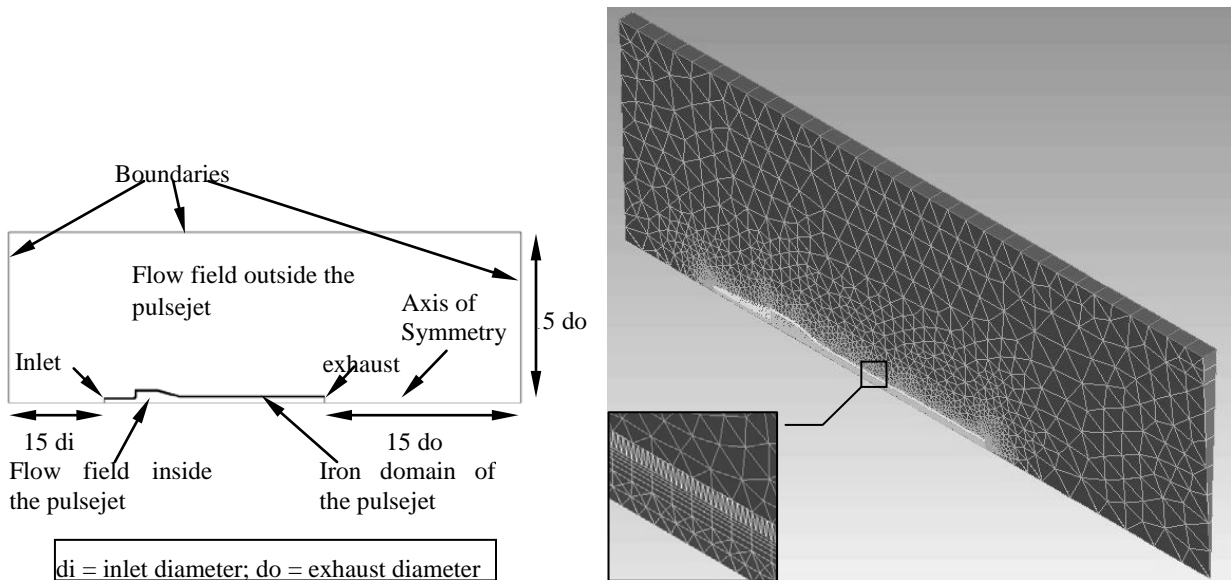 Boundaries
Flow field outside the
pulsejet
Axis of
Symmetry
5 do
Inlet
exhaust
15 di
15 do
Flow field inside
the pulsejet
Iron domain of
the pulsejet
di = inlet diameter; do = exhaust diameter